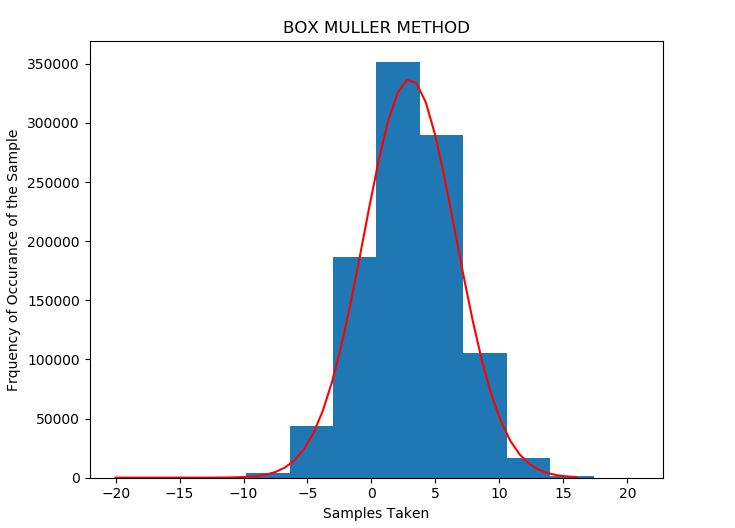 BOX MULLER METHOD
350000
300000
250000
200000
150000
100000
50000
0
Frquency of Occurance of the Sample
−20 −15 −10 −5 0 5 10 15 20
Samples Taken